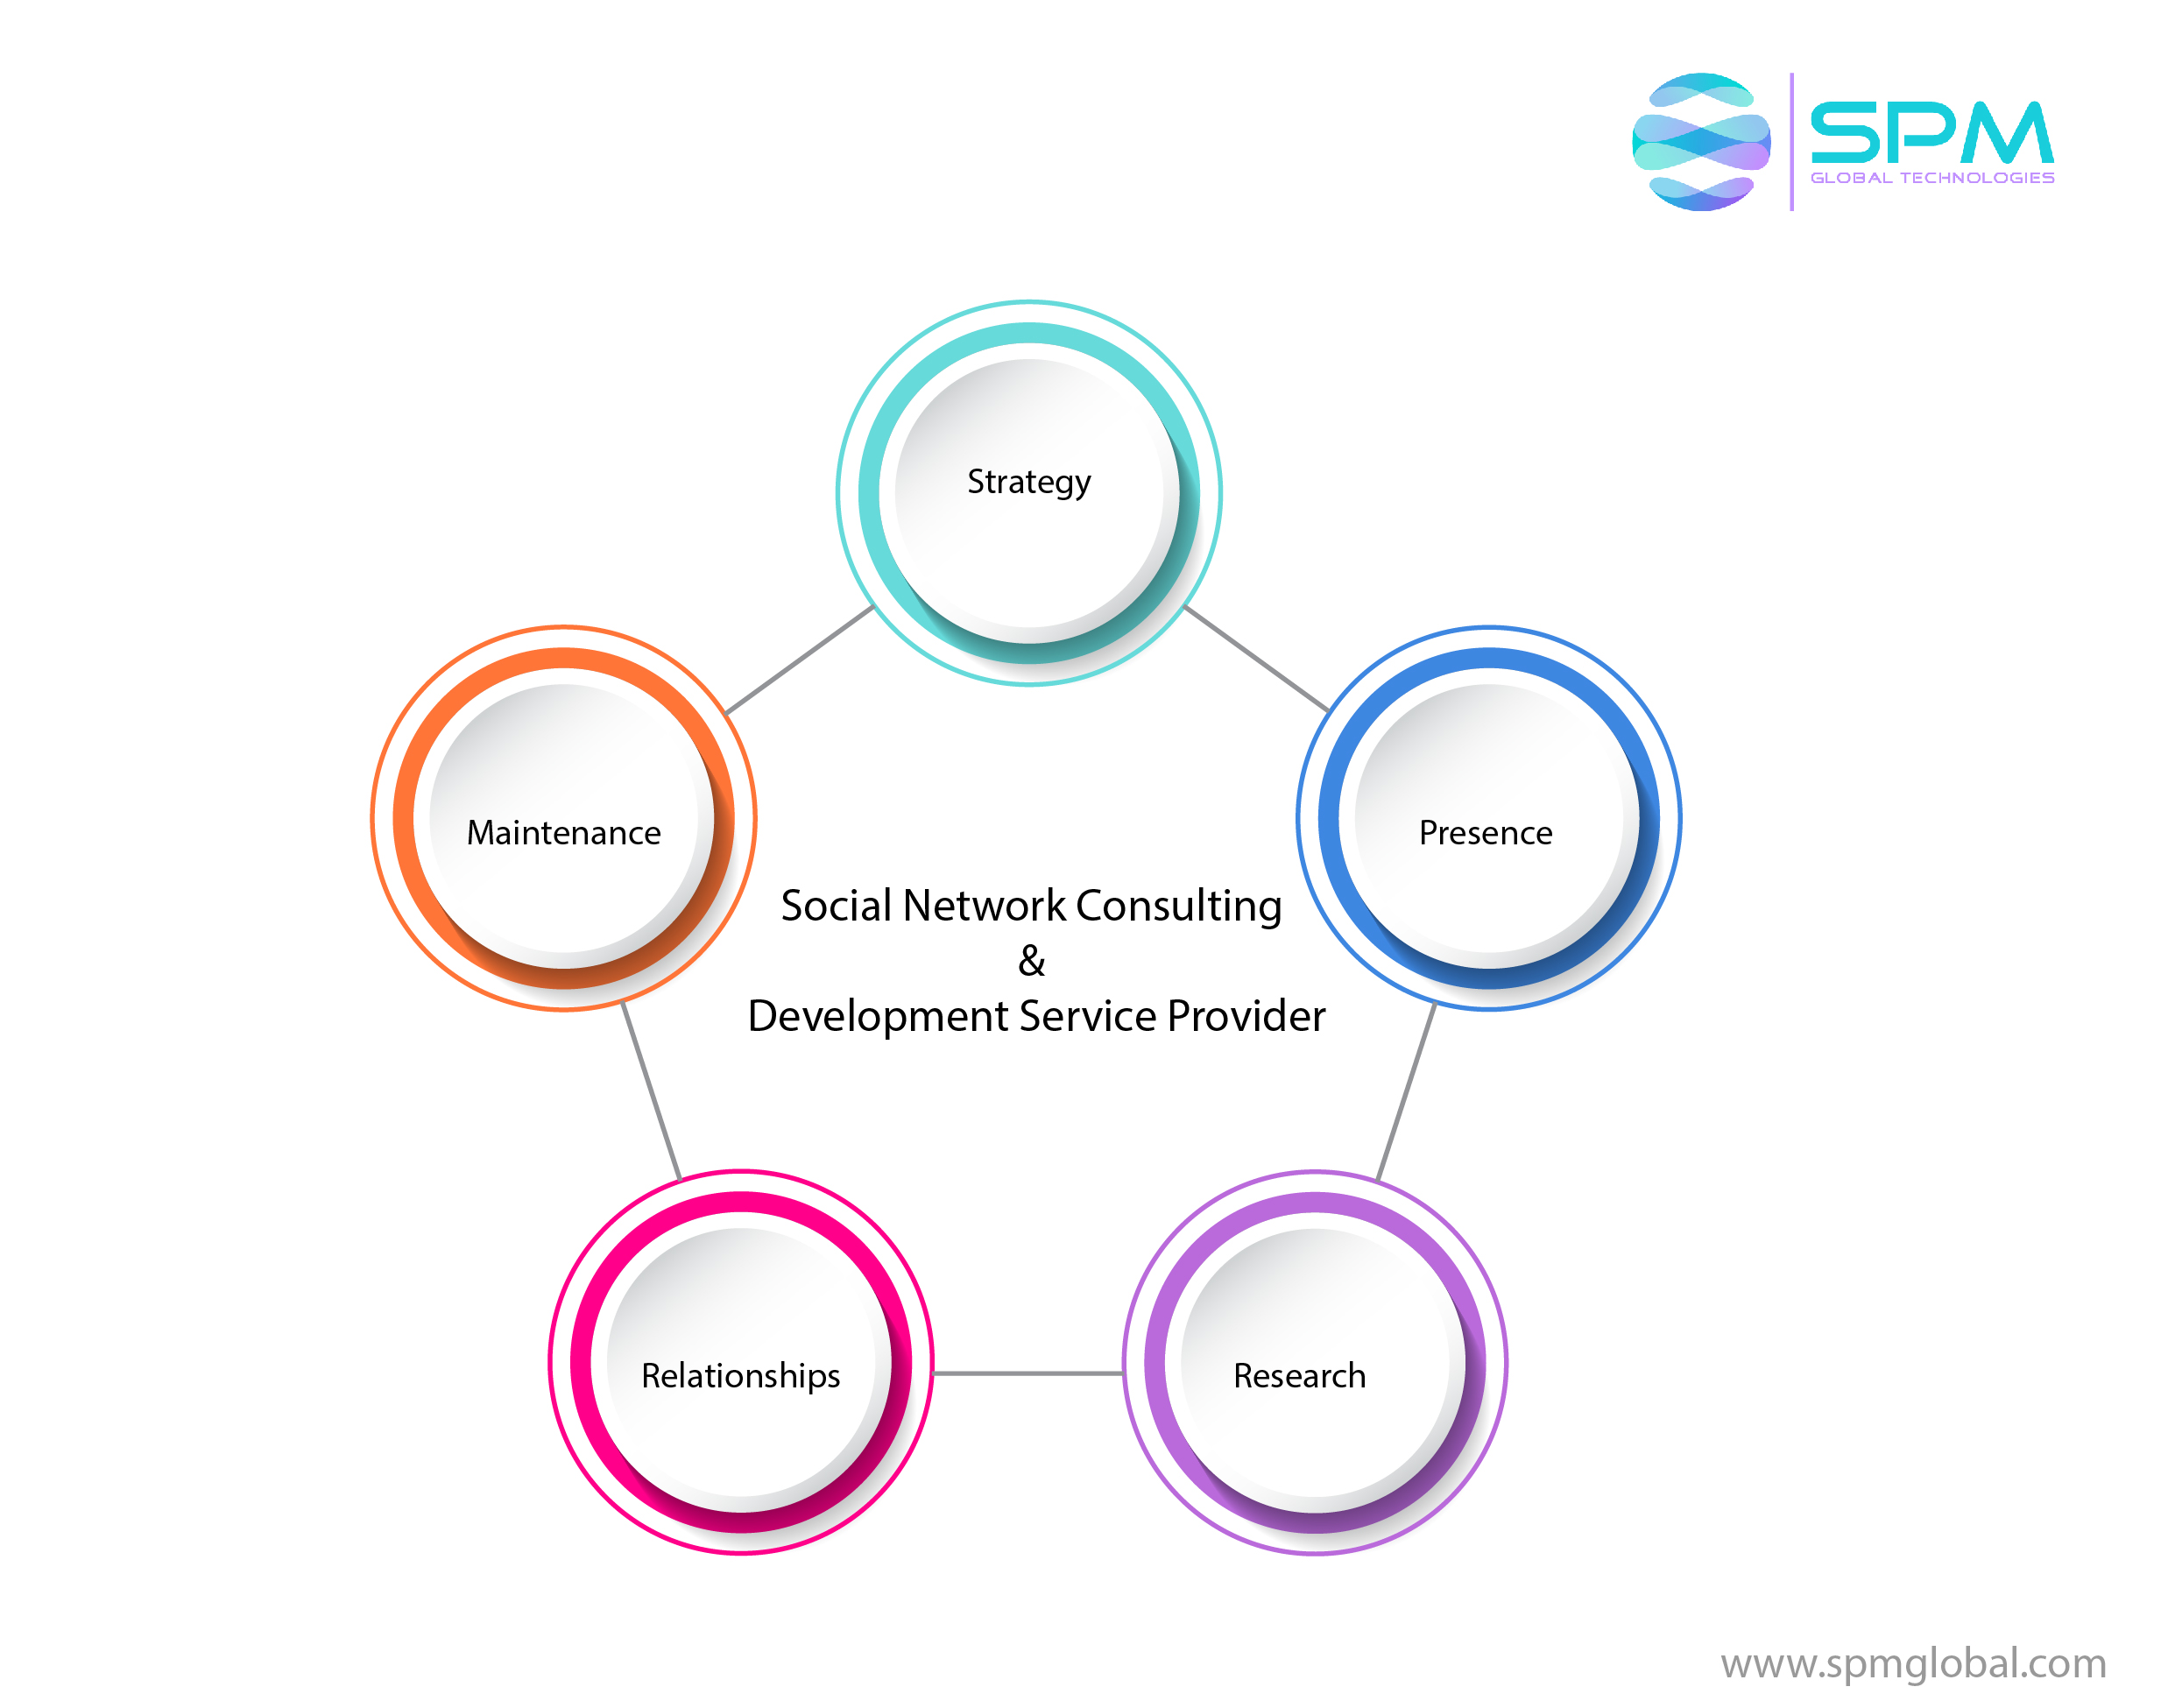 SPM
GLOBAL TECHNOLOGIES
Strategy
Maintenance
Presence
Social Network Consulting
&
Development Service Provider
Relationships
Research
www.spmglobal.com